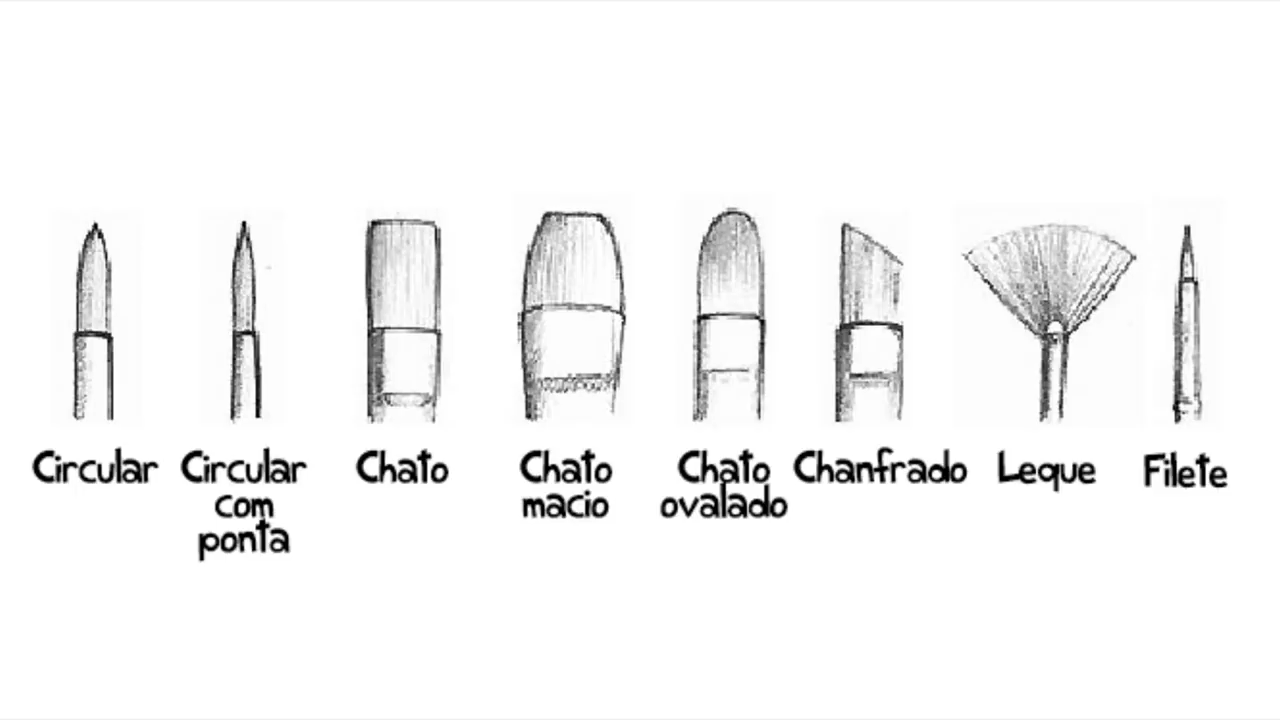 Circular
Circular
com
ponta
Chato
Chato
macio
Chato
ovalado
Chanfrado
Leque
Filete